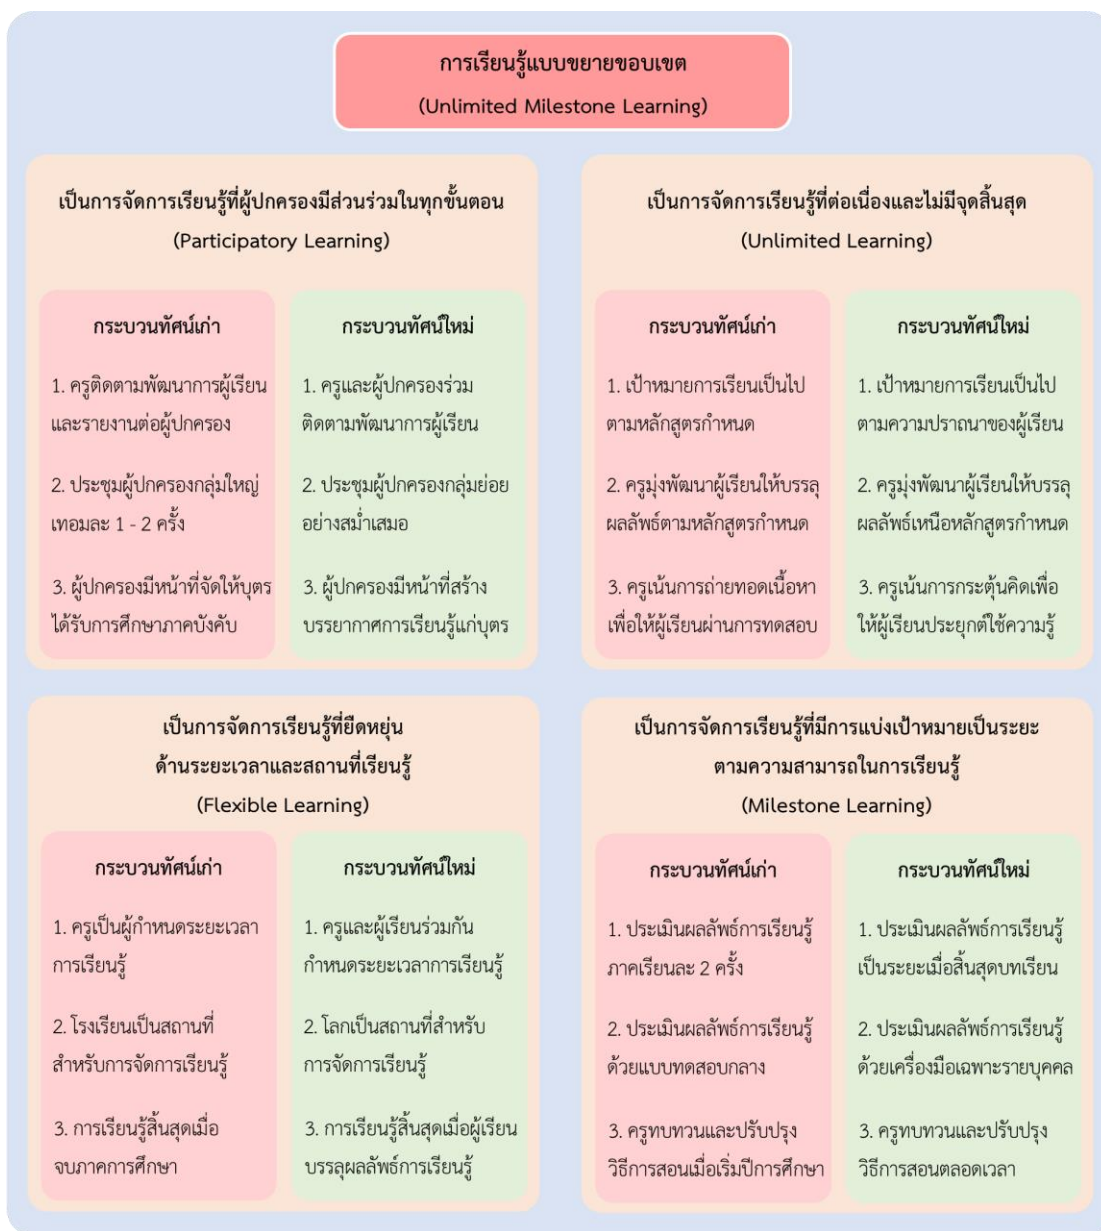 การเรียนรู้แบบขยายขอบเขต
(Unlimited Milestone Learning)
เป็นการจัดการเรียนรู้ที่ผู้ปกครองมีส่วนร่วมในทุกขั้นตอน
(Participatory Learning)
กระบวนทัศน์เก่า
1. ครูติดตามพัฒนาการผู้เรียน
และรายงานต่อผู้ปกครอง
2. ประชุมผู้ปกครองกลุ่มใหญ่
เทอมละ 1 - 2 ครั้ง
3. ผู้ปกครองมีหน้าที่จัดให้บุตร
ได้รับการศึกษาภาคบังคับ
กระบวนทัศน์ใหม่
1. ครูและผู้ปกครองร่วม
ติดตามพัฒนาการผู้เรียน
2. ประชุมผู้ปกครองกลุ่มย่อย
อย่างสม่ำเสมอ
3. ผู้ปกครองมีหน้าที่สร้าง
บรรยากาศการเรียนรู้แก่บุตร
เป็นการจัดการเรียนรู้ที่ต่อเนื่องและไม่มีจุดสิ้นสุด
(Unlimited Learning)
กระบวนทัศน์เก่า
1. เป้าหมายการเรียนเป็นไป
ตามหลักสูตรกำหนด
2. ครูมุ่งพัฒนาผู้เรียนให้บรรลุ
ผลลัพธ์ตามหลักสูตรกำหนด
3. ครูเน้นการถ่ายทอดเนื้อหา
เพื่อให้ผู้เรียนผ่านการทดสอบ
กระบวนทัศน์ใหม่
1. เป้าหมายการเรียนเป็นไป
ตามความปราถนาของผู้เรียน
2. ครูมุ่งพัฒนาผู้เรียนให้บรรลุ
ผลลัพธ์เหนือหลักสูตรกำหนด
3. ครูเน้นการกระตุ้นคิดเพื่อ
ให้ผู้เรียนประยุกต์ใช้ความรู้
เป็นการจัดการเรียนรู้ที่ยืดหยุ่น
ด้านระยะเวลาและสถานที่เรียนรู้
(Flexible Learning)
กระบวนทัศน์เก่า
1. ครูเป็นผู้กำหนดระยะเวลา
การเรียนรู้
2. โรงเรียนเป็นสถานที่
สำหรับการจัดการเรียนรู้
3. การเรียนรู้สิ้นสุดเมื่อ
จบภาคการศึกษา
กระบวนทัศน์ใหม่
1. ครูและผู้เรียนร่วมกัน
กำหนดระยะเวลาการเรียนรู้
2. โลกเป็นสถานที่สำหรับ
การจัดการเรียนรู้
3. การเรียนรู้สิ้นสุดเมื่อผู้เรียน
บรรลุผลลัพธ์การเรียนรู้
เป็นการจัดการเรียนรู้ที่มีการแบ่งเป้าหมายเป็นระยะ
ตามความสามารถในการเรียนรู้
(Milestone Learning)
กระบวนทัศน์เก่า
1. ประเมินผลลัพธ์การเรียนรู้
ภาคเรียนละ 2 ครั้ง
2. ประเมินผลลัพธ์การเรียนรู้
ด้วยแบบทดสอบกลาง
3. ครูทบทวนและปรับปรุง
วิธีการสอนเมื่อเริ่มปีการศึกษา
กระบวนทัศน์ใหม่
1. ประเมินผลลัพธ์การเรียนรู้
เป็นระยะเมื่อสิ้นสุดบทเรียน
2. ประเมินผลลัพธ์การเรียนรู้
ด้วยเครื่องมือเฉพาะรายบุคคล
3. ครูทบทวนและปรับปรุง
วิธีการสอนตลอดเวลา